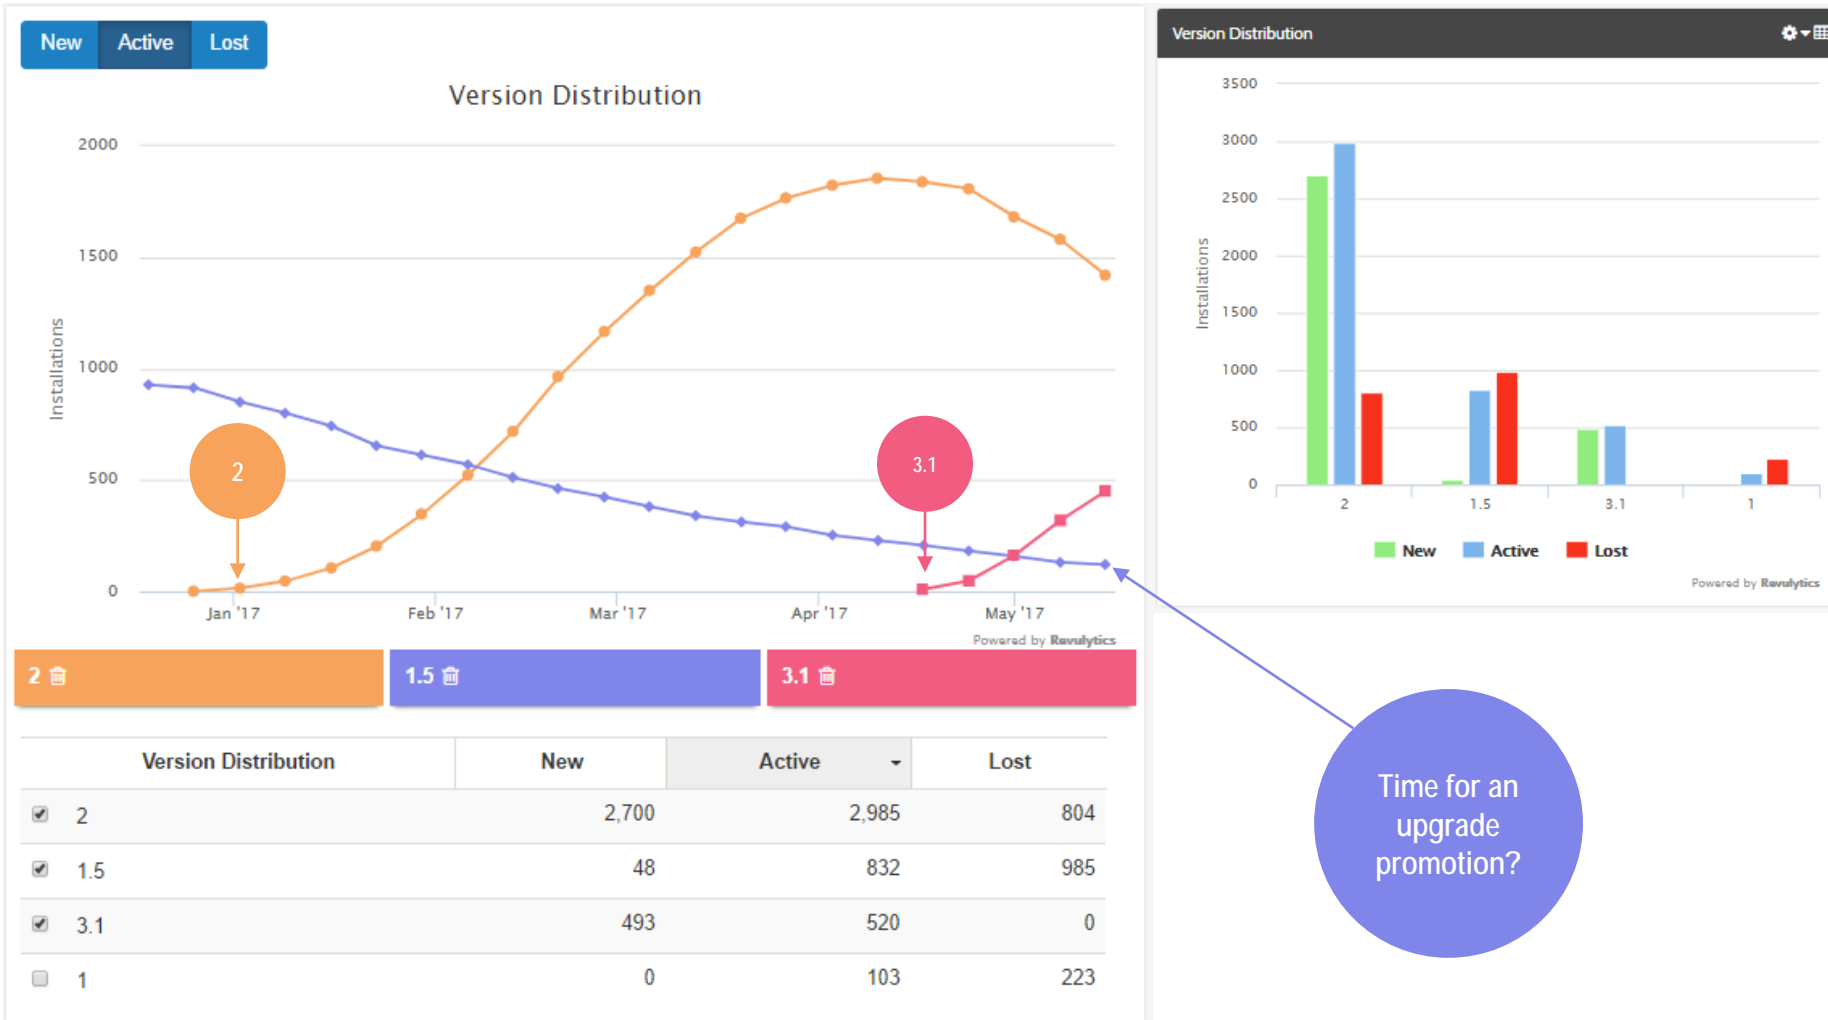 New Active Lost
Version Distribution
2000
1500
1000
500
0
Installations
2
3.1
Jan '17 Feb '17 Mar '17 Apr '17 May '17
Powered by Revulytics
2
1.5
3.1
Version Distribution New Active Lost
2 2,700 2,985 804
1.5 48 832 985
3.1 493 520 0
1 0 103 223
Version Distribution
3500
3000
2500
2000
1500
1000
500
0
Installations
2 1.5 3.1 1
New Active Lost
Powered by Revulytics
Time for an
upgrade
promotion?